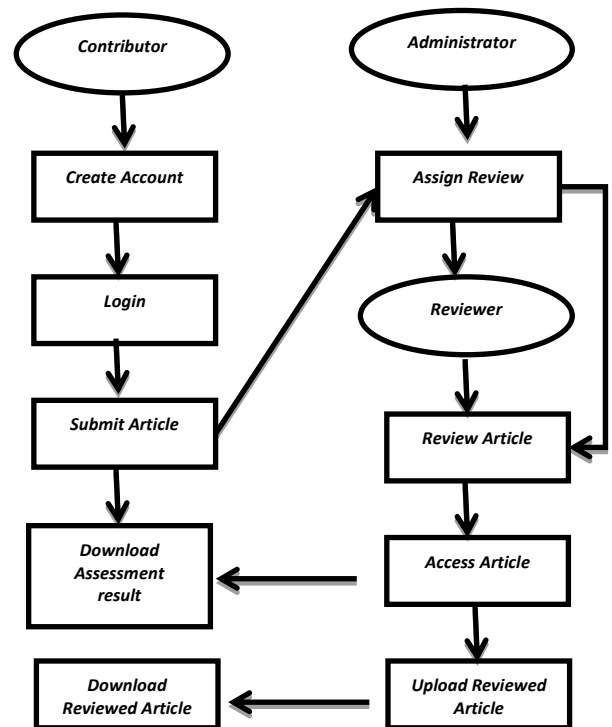 Contributor
Administrator
Create Account
Assign Review
Login
Reviewer
Submit Article
Review Article
Download
Assessment
result
Access Article
Download
Reviewed Article
Upload Reviewed
Article